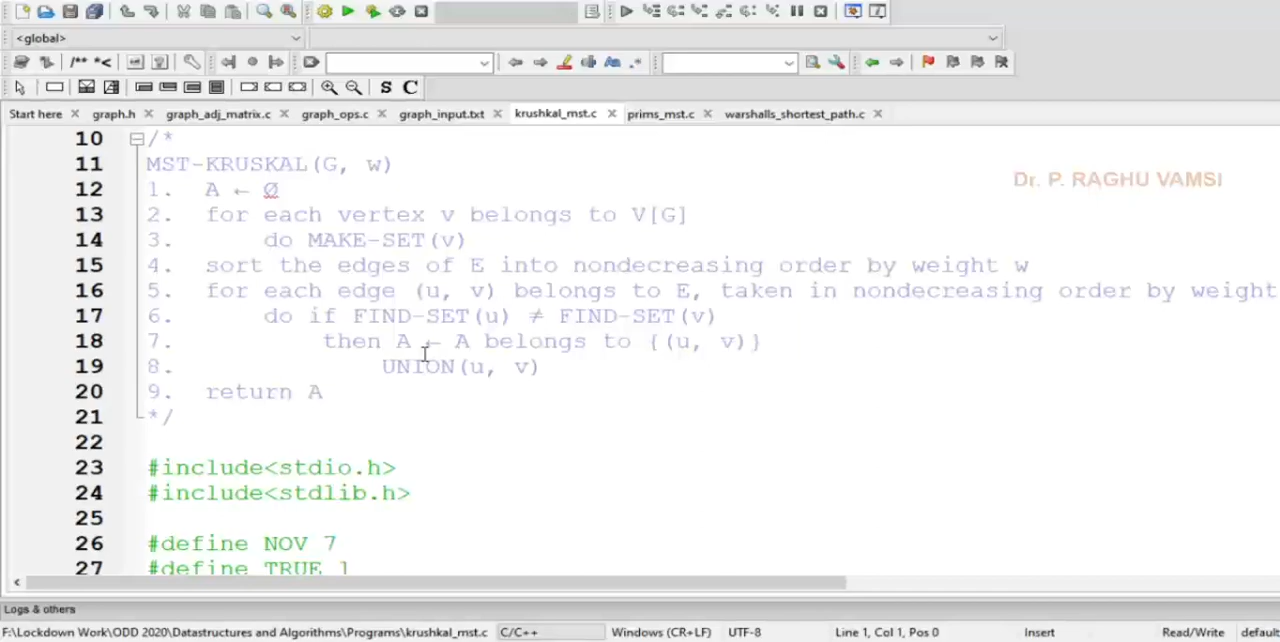 <global>
Start here
graph.h
graph_adj_matrix.c
graph_ops.c
graph_input.txt
krushkal_mst.c
prims_mst.c
warshalls_shortest_path.c
Dr. P. RAGHU VAMSI
10 /*
11 MST-KRUSKAL(G, w)
12 1. A ← Ø
13 2. for each vertex v belongs to V[G]
14 3. do MAKE-SET(v)
15 4. sort the edges of E into nondecreasing order by weight w
16 5. for each edge (u, v) belongs to E, taken in nondecreasing order by weight
17 6. do if FIND-SET(u) ≠ FIND-SET(v)
18 7. then A ← A belongs to {(u, v)}
19 8. UNION(u, v)
20 9. return A
21 */
22
23 #include<stdio.h>
24 #include<stdlib.h>
25
26 #define NOV 7
27 #define TRUE 1
Logs & others
F:\Lockdown Work\ODD 2020\Datastructures and Algorithms\Programs\krushkal_mst.c C/C++ Windows (CR+LF) UTF-8 Line 1, Col 1, Pos 0 Insert Read/Write default